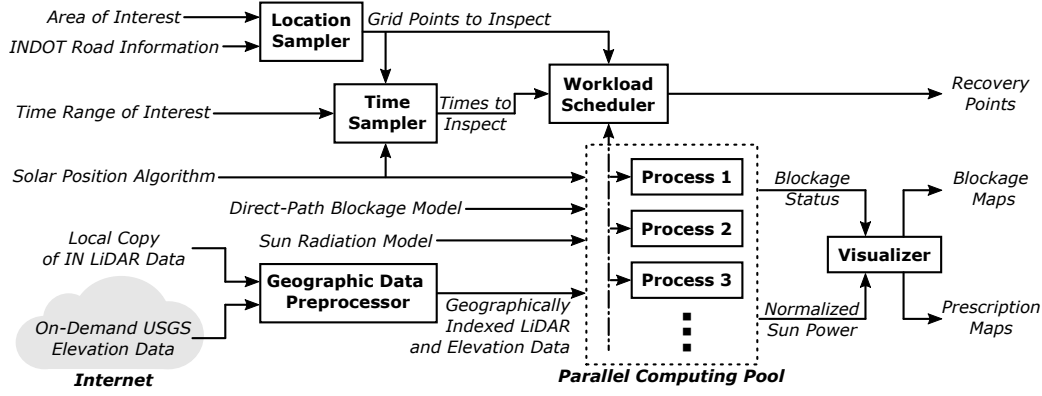 Area of Interest
INDOT Road Information
Location
Sampler
Grid Points to Inspect
Time Range of Interest
Time
Sampler
Times to
Inspect
Workload
Scheduler
Recovery
Points
Solar Position Algorithm
Direct-Path Blockage Model
Sun Radiation Model
Local Copy
of IN LiDAR Data
On-Demand USGS
Elevation Data
Internet
Geographic Data
Preprocessor
Geographically
Indexed LiDAR
and Elevation Data
Process 1
Process 2
Process 3
Parallel Computing Pool
Blockage
Status
Normalized
Sun Power
Visualizer
Blockage
Maps
Prescription
Maps